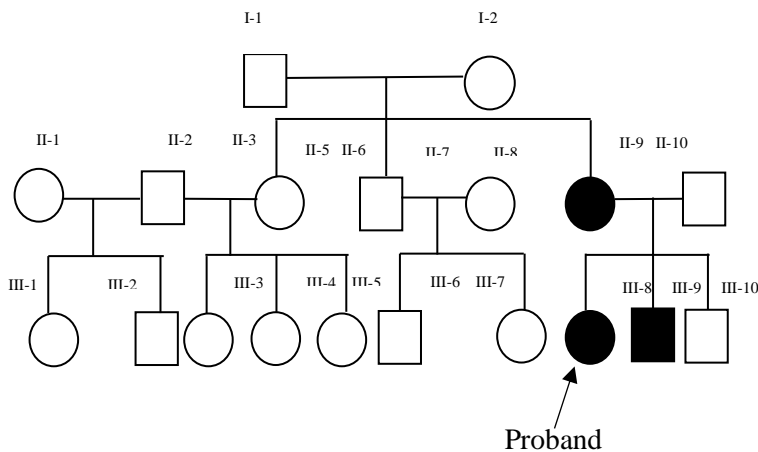 I-1 I-2
II-1 II-2 II-3 II-5 II-6 II-7 II-8 II-9 II-10
III-1 III-2 III-3 III-4 III-5 III-6 III-7 III-8 III-9 III-10
Proband